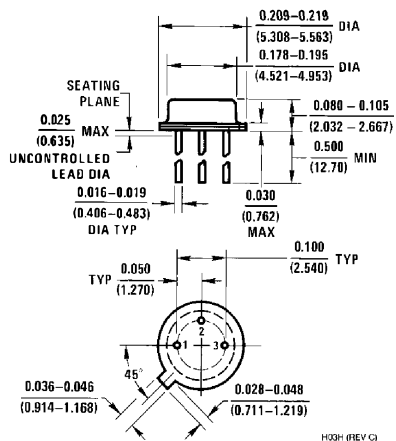 0.209–0.219
(5.308–5.563)
DIA
0.178–0.195
(4.521–4.953)
DIA
SEATING
PLANE
0.025
(0.635)
MAX
UNCONTROLLED
LEAD DIA
0.080 – 0.105
(2.032 – 2.667)
0.500
(12.70)
MIN
0.016–0.019
(0.406–0.483)
DIA TYP
0.030
(0.762)
MAX
0.100
(2.540)
TYP
TYP
0.050
(1.270)
2
1
3
45°
0.036–0.046
(0.914–1.168)
0.028–0.048
(0.711–1.219)
H03H (REV C)